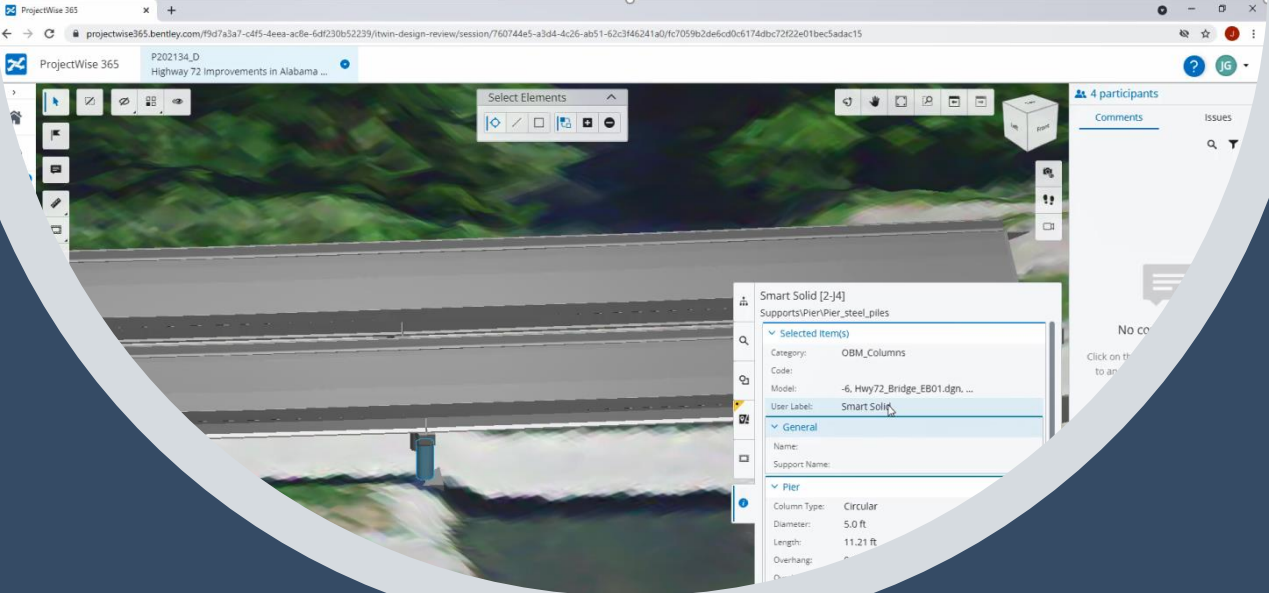 ProjectWise 365
projectwise365.bentley.com/f9d7a3a7-c4f5-4eea-ac8e-6df230b52239/itwin-design-review/session/760744e5-a3d4-4c26-ab51-62c3f46241a0/fc7059b2de6cd0c6174dbc72f22e01bec5adac15
J
ProjectWise 365
P202134_D
Highway 72 Improvements in Alabama ...
?
JG
Select Elements
4 participants
Comments
Issues
Left
Front
Smart Solid [2-J4]
Supports\Pier\Pier_steel_piles
Selected Item(s)
Category: OBM_Columns
Code:
Model: -6, Hwy72_Bridge_EB01.dgn, ...
User Label: Smart Solid
General
Name:
Support Name:
Pier
Column Type: Circular
Diameter: 5.0 ft
Length: 11.21 ft
Overhang:
No co
Click on th
to an